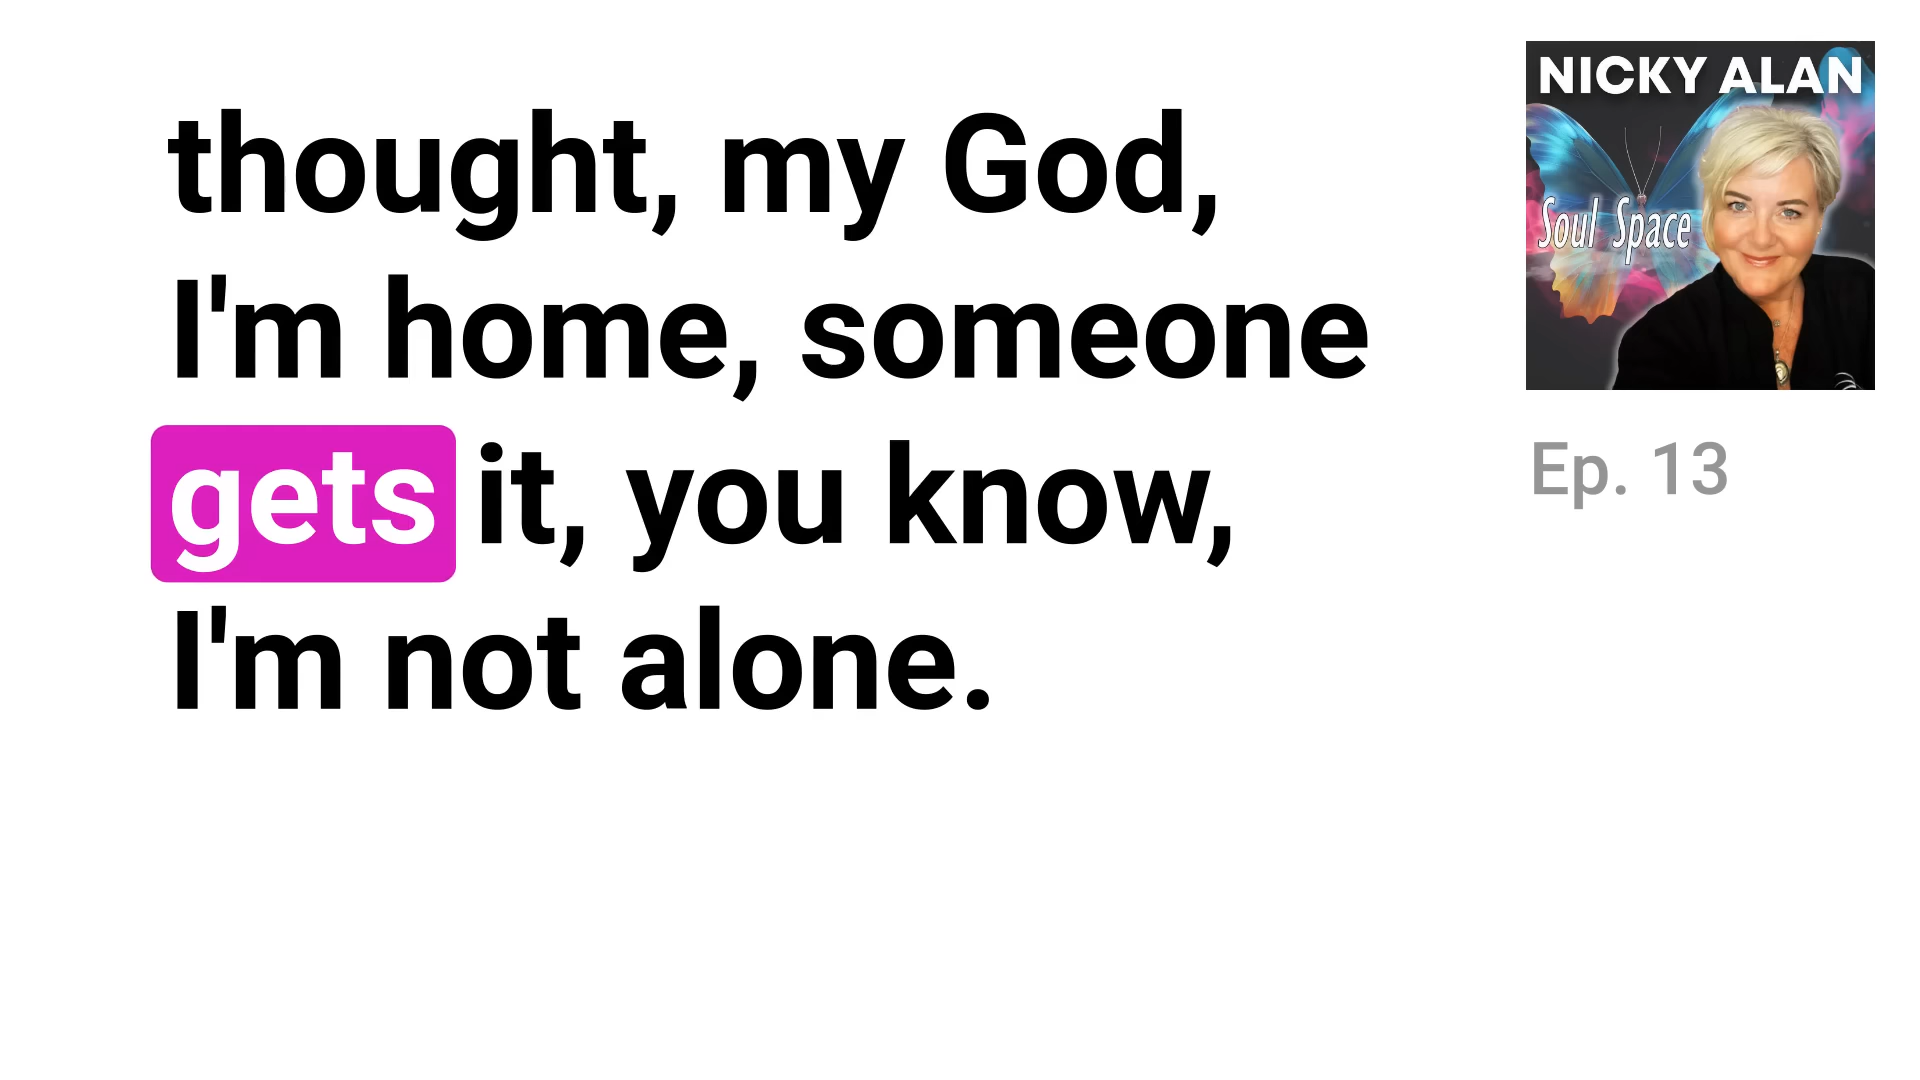 thought, my God,
I'm home, someone
gets it, you know,
I'm not alone.
NICKY ALAN
Soul Space
Ep. 13